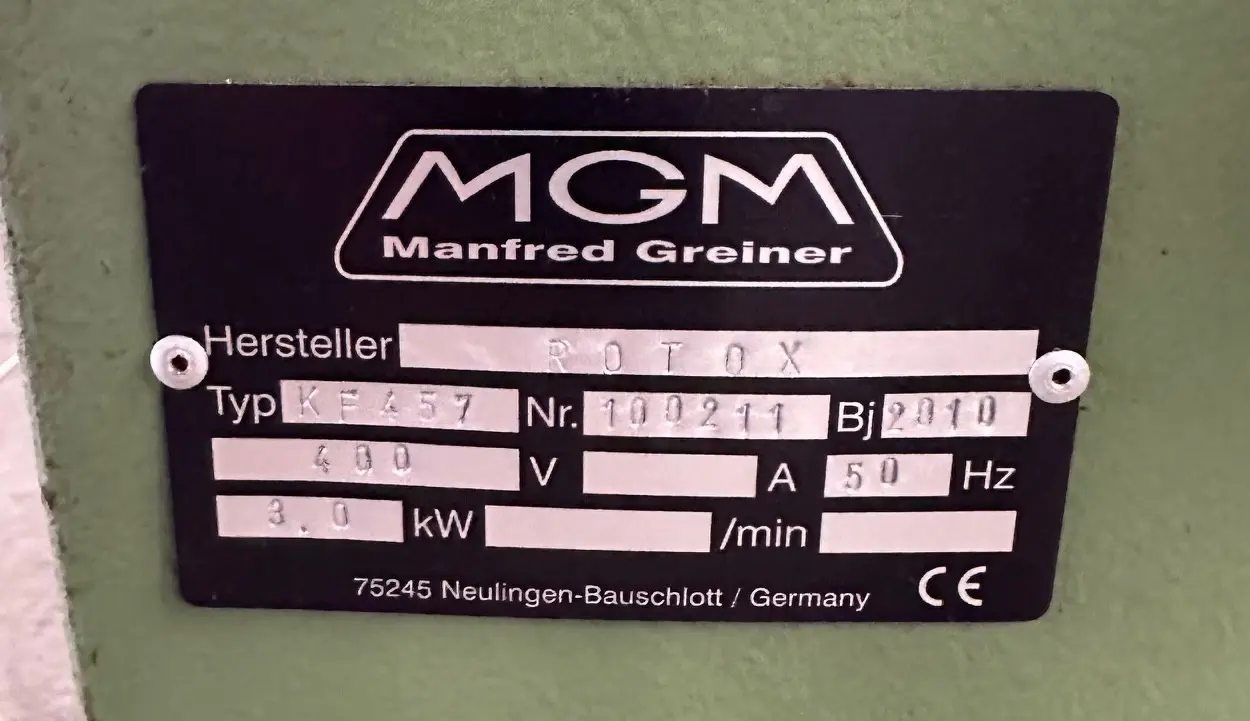 MGM
Manfred Greiner
Hersteller ROTOX
Typ KF457 Nr. 100211 Bj 2010
400 V A 50 Hz
3.0 kW /min
75245 Neulingen-Bauschlott / Germany CE